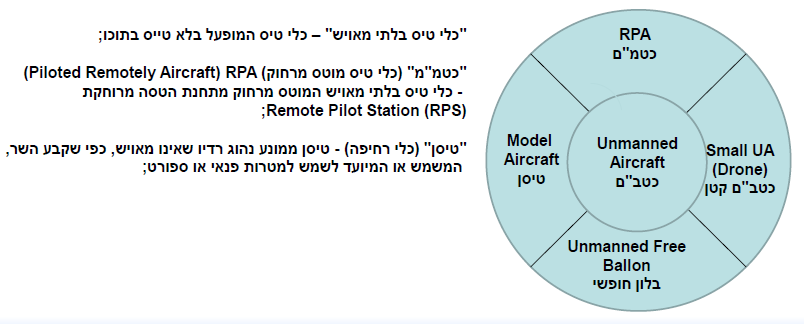 "כלי טיס בלתי מאויש" – כלי טיס המופעל בלא טייס בתוכו;
"כטמ"מ" (כלי טיס מוטס מרחוק) RPA (Piloted Remotely Aircraft)
- כלי טיס בלתי מאויש המוטס מרחוק מתחנת הטסה מרוחקת
Remote Pilot Station (RPS);
"טיסן" (כלי רחיפה) - טיסן ממונע נהוג רדיו שאינו מאויש, כפי שקבע השר,
המשמש או המיועד לשמש למטרות פנאי או ספורט;
RPA
כטמ"ם
Model
Aircraft
טיסן
Unmanned
Aircraft
כטב"ם
Small UA
(Drone)
כטב"ם קטן
Unmanned Free
Ballon
בלון חופשי